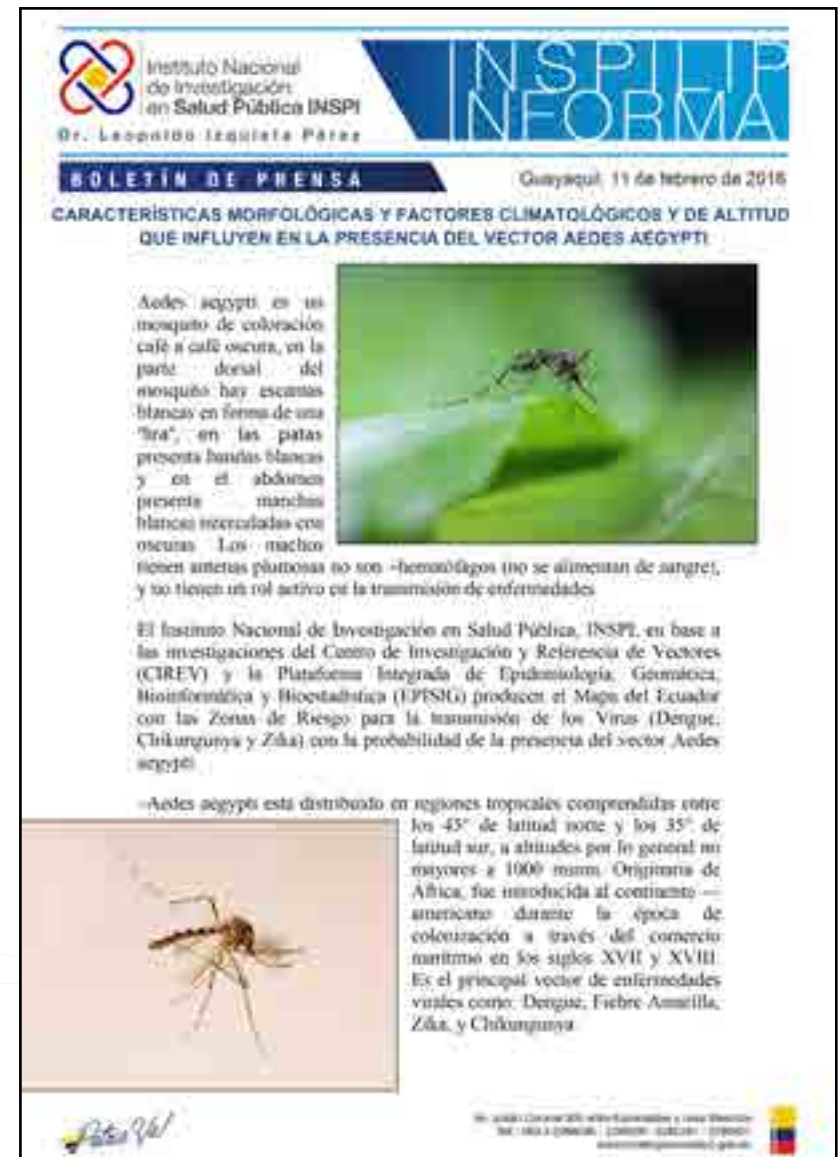 Instituto Nacional
de Investigación
en Salud Pública INSPI
Dr. Leopoldo Izquieta Pérez
INSPILIP
INFORMA
BOLETÍN DE PRENSA
Guayaquil, 11 de febrero de 2016
CARACTERÍSTICAS MORFOLÓGICAS Y FACTORES CLIMATOLÓGICOS Y DE ALTITUD
QUE INFLUYEN EN LA PRESENCIA DEL VECTOR AEDES AEGYPTI
Aedes aegypti es un
mosquito de coloración
café a café oscura, en la
parte dorsal del
mosquito hay escamas
blancas en forma de una
"lira", en las patas
presenta bandas blancas
y en el abdomen
presenta manchas
blancas intercaladas con
oscuras. Los machos
tienen antenas plumosas no son –hematófagos (no se alimentan de sangre),
y no tienen un rol activo en la transmisión de enfermedades.
El Instituto Nacional de Investigación en Salud Pública, INSPI, en base a
las investigaciones del Centro de Investigación y Referencia de Vectores
(CIREV) y la Plataforma Integrada de Epidemiología, Geomática,
Bioinformática y Bioestadística (EPISIG) producen el Mapa del Ecuador
con las Zonas de Riesgo para la transmisión de los Virus (Dengue,
Chikungunya y Zika) con la probabilidad de la presencia del vector Aedes
aegypti.
–Aedes aegypti está distribuido en regiones tropicales comprendidas entre
los 45° de latitud norte y los 35° de
latitud sur, a altitudes por lo general no
mayores a 1000 msnm. Originaria de
África, fue introducida al continente —
americano durante la época de
colonización a través del comercio
marítimo en los siglos XVII y XVIII.
Es el principal vector de enfermedades
virales como: Dengue, Fiebre Amarilla,
Zika, y Chikungunya.